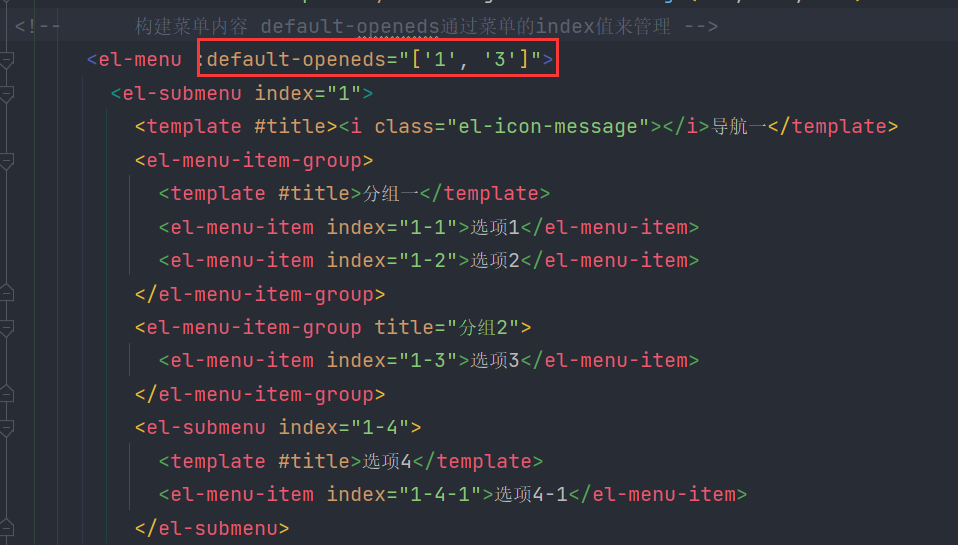 <!-- 构建菜单内容 default-openeds通过菜单的index值来管理 -->
<el-menu :default-openeds="['1', '3']">
<el-submenu index="1">
<template #title><i class="el-icon-message"></i>导航一</template>
<el-menu-item-group>
<template #title>分组一</template>
<el-menu-item index="1-1">选项1</el-menu-item>
<el-menu-item index="1-2">选项2</el-menu-item>
</el-menu-item-group>
<el-menu-item-group title="分组2">
<el-menu-item index="1-3">选项3</el-menu-item>
</el-menu-item-group>
<el-submenu index="1-4">
<template #title>选项4</template>
<el-menu-item index="1-4-1">选项4-1</el-menu-item>
</el-submenu>